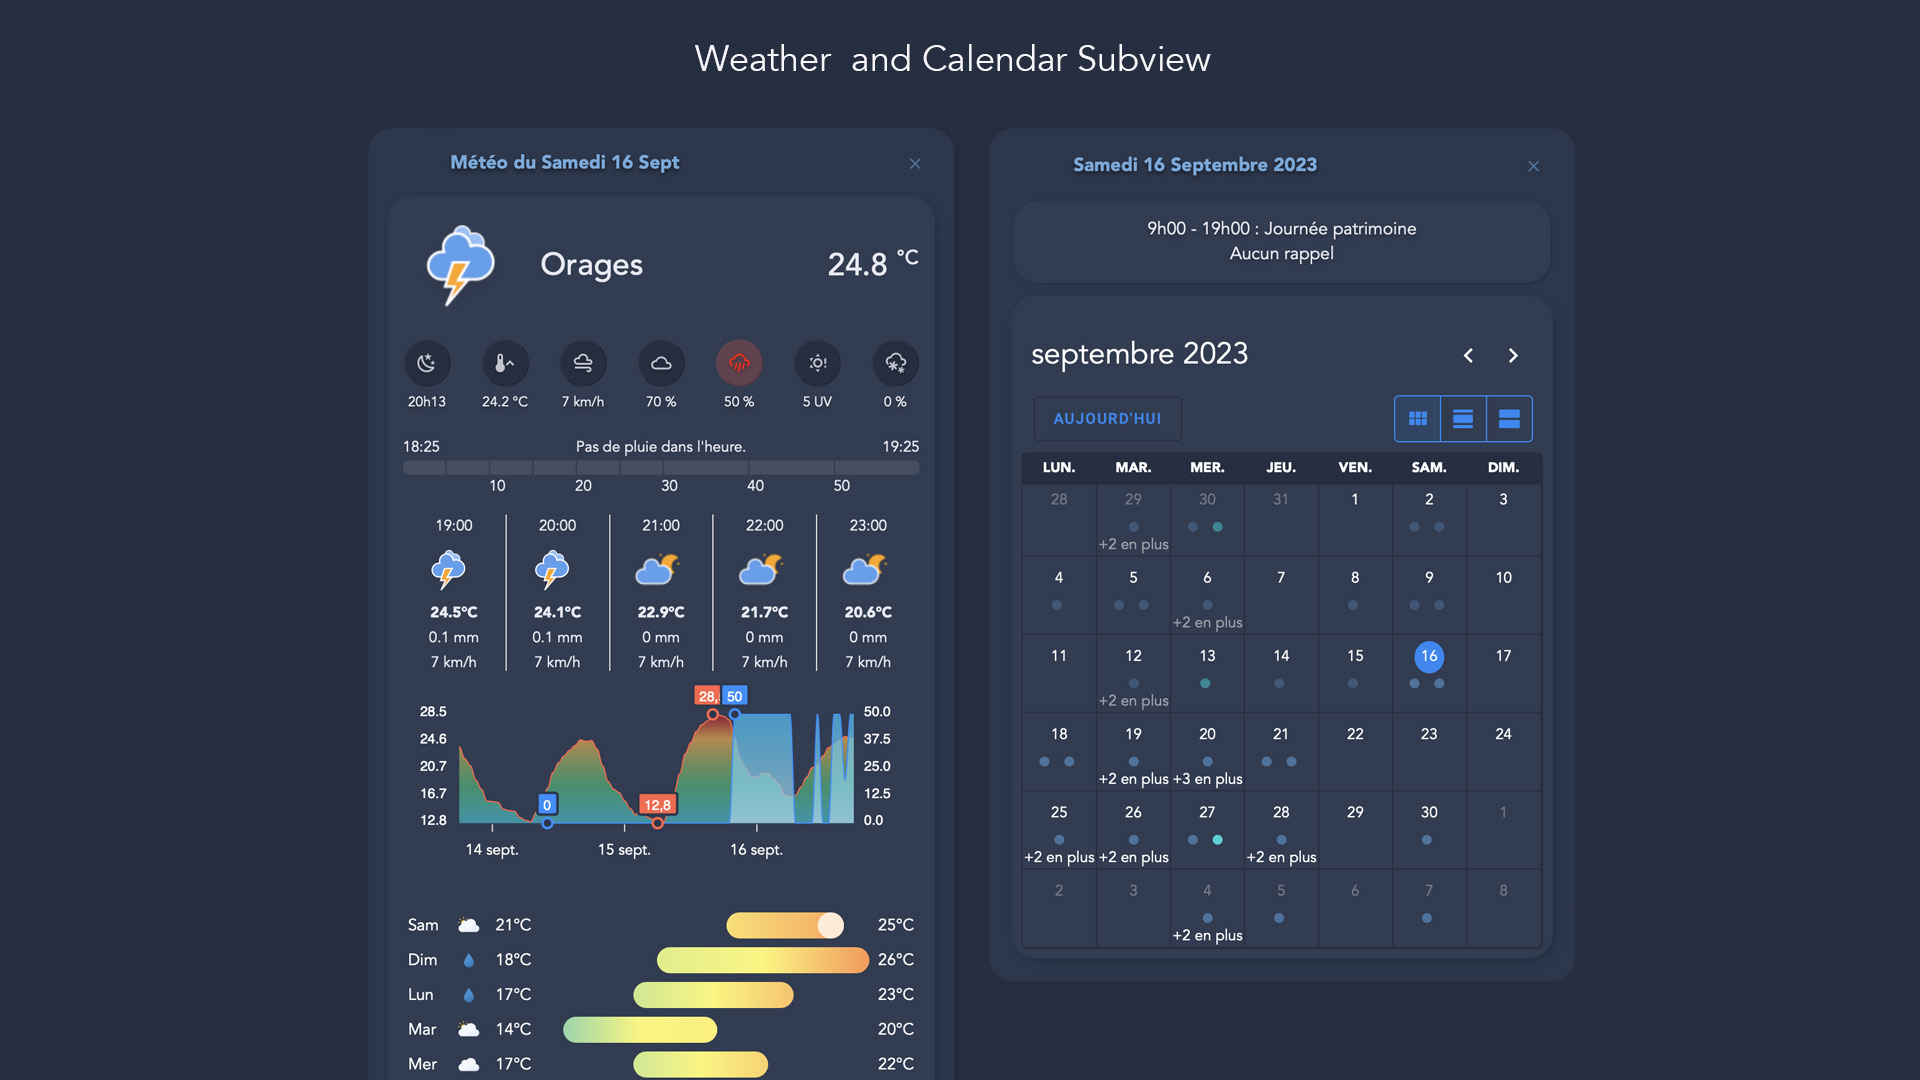 Weather and Calendar Subview
Météo du Samedi 16 Sept
Orages
24.8 °C
20h13 24.2 °C 7 km/h 70 % 50 % 5 UV 0 %
18:25 Pas de pluie dans l'heure. 19:25
10 20 30 40 50
19:00 20:00 21:00 22:00 23:00
24.5°C 24.1°C 22.9°C 21.7°C 20.6°C
0.1 mm 0.1 mm 0 mm 0 mm 0 mm
7 km/h 7 km/h 7 km/h 7 km/h 7 km/h
28, 50
28.5 50.0
24.6 37.5
20.7 25.0
16.7 12.5
0 12,8
12.8 0.0
14 sept. 15 sept. 16 sept.
Sam 21°C 25°C
Dim 18°C 26°C
Lun 17°C 23°C
Mar 14°C 20°C
Mer 17°C 22°C
Samedi 16 Septembre 2023
9h00 - 19h00 : Journée patrimoine
Aucun rappel
septembre 2023
AUJOURD'HUI
LUN. MAR. MER. JEU. VEN. SAM. DIM.
28 29 30 31 1 2 3
+2 en plus
4 5 6 7 8 9 10
+2 en plus
11 12 13 14 15 16 17
+2 en plus
18 19 20 21 22 23 24
+2 en plus +3 en plus
25 26 27 28 29 30 1
+2 en plus +2 en plus +2 en plus
2 3 4 5 6 7 8
+2 en plus